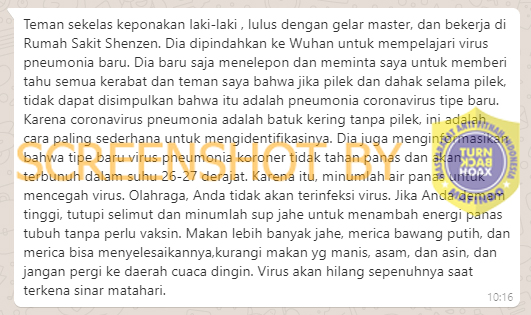 Teman sekelas keponakan laki-laki , lulus dengan gelar master, dan bekerja di
Rumah Sakit Shenzen. Dia dipindahkan ke Wuhan untuk mempelajari virus
pneumonia baru. Dia baru saja menelepon dan meminta saya untuk memberi
tahu semua kerabat dan teman saya bahwa jika pilek dan dahak selama pilek,
tidak dapat disimpulkan bahwa itu adalah pneumonia coronavirus tipe baru.
Karena coronavirus pneumonia adalah batuk kering tanpa pilek, ini adalah
cara paling sederhana untuk mengidentifikasinya. Dia juga menginformasikan
bahwa tipe baru virus pneumonia koroner tidak tahan panas dan akan
terbunuh dalam suhu 26-27 derajat. Karena itu, minumlah air panas untuk
mencegah virus. Olahraga, Anda tidak akan terinfeksi virus. Jika Anda demam
tinggi, tutupi selimut dan minumlah sup jahe untuk menambah energi panas
tubuh tanpa perlu vaksin. Makan lebih banyak jahe, merica bawang putih, dan
merica bisa menyelesaikannya,kurangi makan yg manis, asam, dan asin, dan
jangan pergi ke daerah cuaca dingin. Virus akan hilang sepenuhnya saat
terkena sinar matahari.
10:16
SCREENSHOT BY
TURN
BACK
HOAX